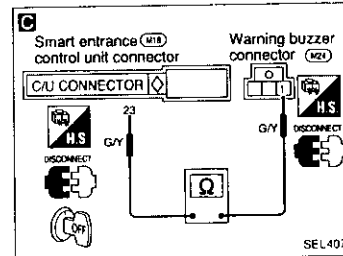 C
Smart entrance M18
control unit connector
Warning buzzer
connector M24
C/U CONNECTOR
1
H.S.
DISCONNECT
23
G/Y
Ω
G/Y
H.S.
DISCONNECT
OFF
SEL407